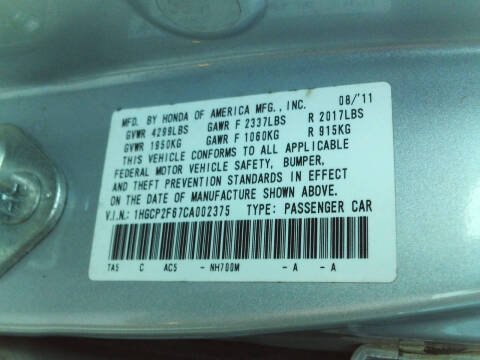 MFD. BY HONDA OF AMERICA MFG., INC. 08/'11
GVWR 4299LBS GAWR F 2337LBS R 2017LBS
GVWR 1950KG GAWR F 1060KG R 915KG
THIS VEHICLE CONFORMS TO ALL APPLICABLE
FEDERAL MOTOR VEHICLE SAFETY, BUMPER,
AND THEFT PREVENTION STANDARDS IN EFFECT
ON THE DATE OF MANUFACTURE SHOWN ABOVE.
V.I.N.: 1HGCP2F67CA002375 TYPE: PASSENGER CAR
TA5 C AC5 - NH700M - A - A